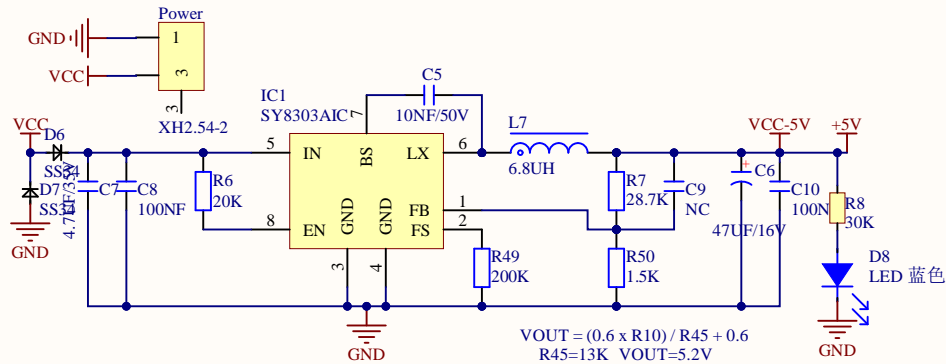 Power
GND
1
VCC
3
3
XH2.54-2
IC1
SY8303AIC
C5
10NF/50V
L7
6.8UH
VCC-5V
+5V
VCC
D6
SS34
D7
SS34
C7
4.7UF/35V
C8
100NF
R6
20K
5
IN
7
BS
LX
6
8
EN
GND
GND
FB
1
FS
2
3
4
R7
28.7K
C9
NC
C6
47UF/16V
C10
100N
R8
30K
R49
200K
R50
1.5K
D8
LED 蓝色
GND
GND
GND
VOUT = (0.6 x R10) / R45 + 0.6
R45=13K VOUT=5.2V